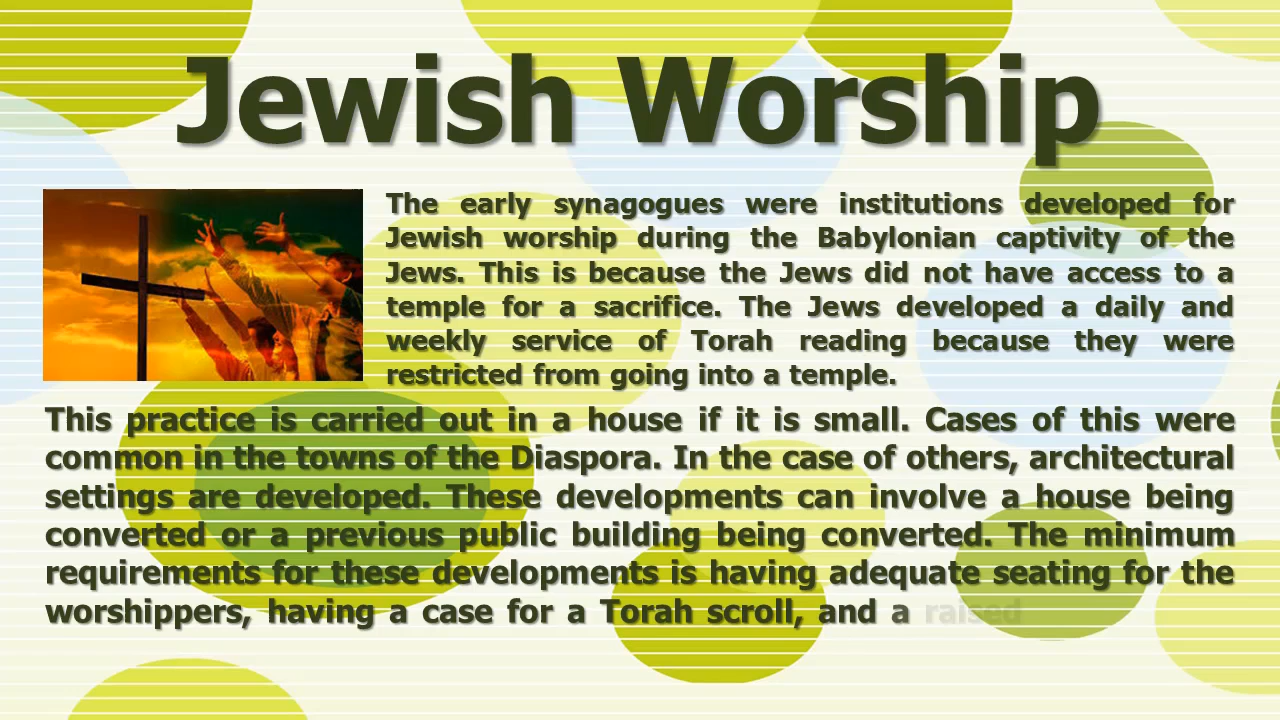 Jewish Worship
The early synagogues were institutions developed for
Jewish worship during the Babylonian captivity of the
Jews. This is because the Jews did not have access to a
temple for a sacrifice. The Jews developed a daily and
weekly service of Torah reading because they were
restricted from going into a temple.
This practice is carried out in a house if it is small. Cases of this were
common in the towns of the Diaspora. In the case of others, architectural
settings are developed. These developments can involve a house being
converted or a previous public building being converted. The minimum
requirements for these developments is having adequate seating for the
worshippers, having a case for a Torah scroll, and a raised